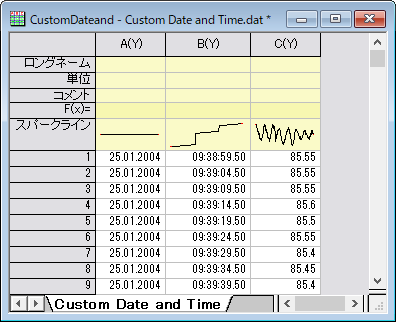 CustomDateand - Custom Date and Time.dat *
A(Y) B(Y) C(Y)
ロングネーム
単位
コメント
F(x)=
スパークライン
1 25.01.2004 09:38:59.50 85.55
2 25.01.2004 09:39:04.50 85.55
3 25.01.2004 09:39:09.50 85.55
4 25.01.2004 09:39:14.50 85.6
5 25.01.2004 09:39:19.50 85.5
6 25.01.2004 09:39:24.50 85.55
7 25.01.2004 09:39:29.50 85.4
8 25.01.2004 09:39:34.50 85.45
9 25.01.2004 09:39:39.50 85.4
Custom Date and Time